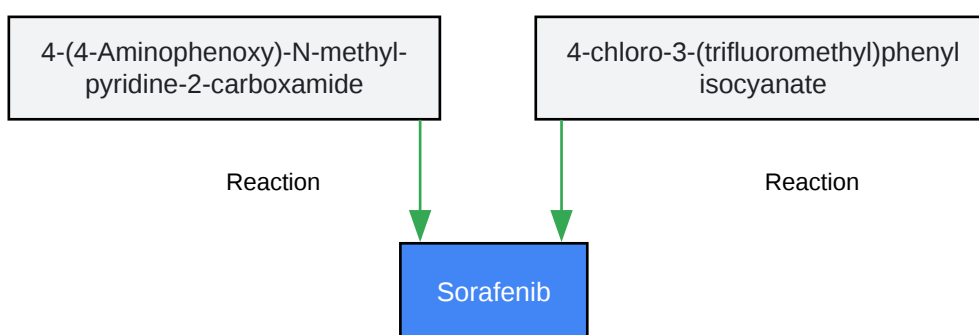 4-(4-Aminophenoxy)-N-methyl-
pyridine-2-carboxamide
4-chloro-3-(trifluoromethyl)phenyl
isocyanate
Reaction
Reaction
Sorafenib